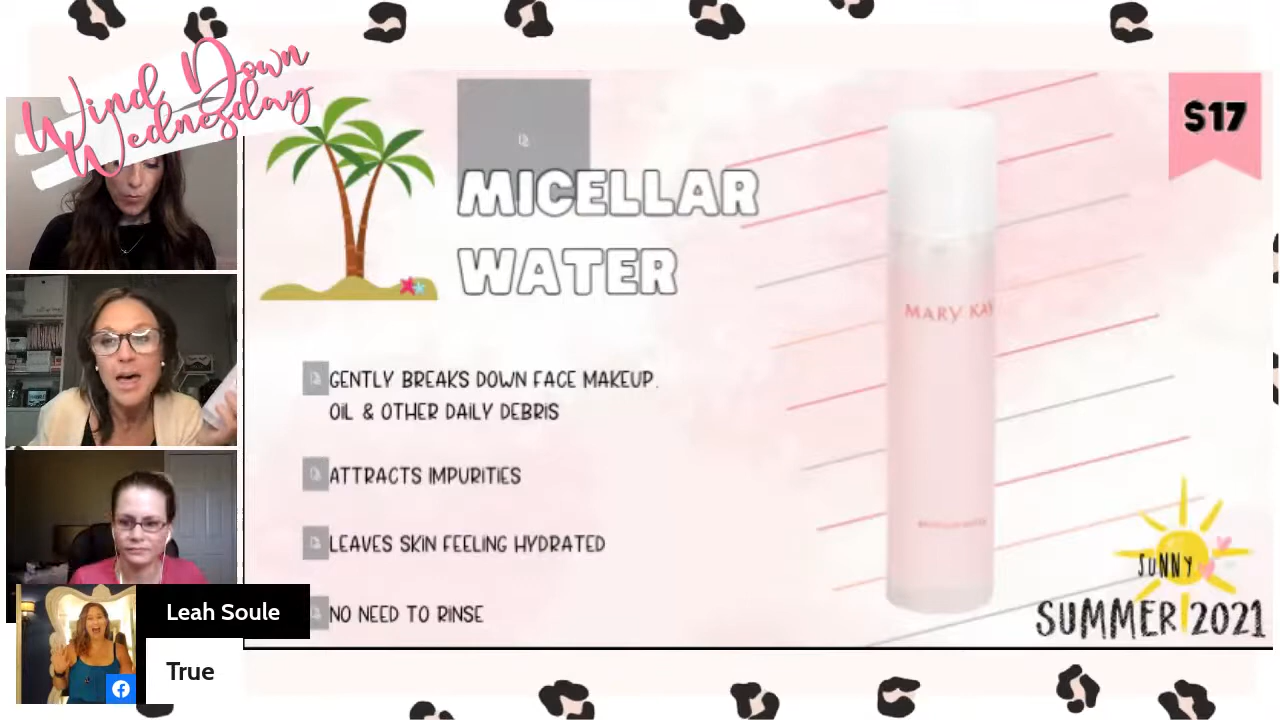 Wind Down
Wednesday
$17
MICELLAR
WATER
MARY KAY
GENTLY BREAKS DOWN FACE MAKEUP.
OIL & OTHER DAILY DEBRIS
ATTRACTS IMPURITIES
LEAVES SKIN FEELING HYDRATED
NO NEED TO RINSE
SUNNY
SUMMER 2021
Leah Soule
True